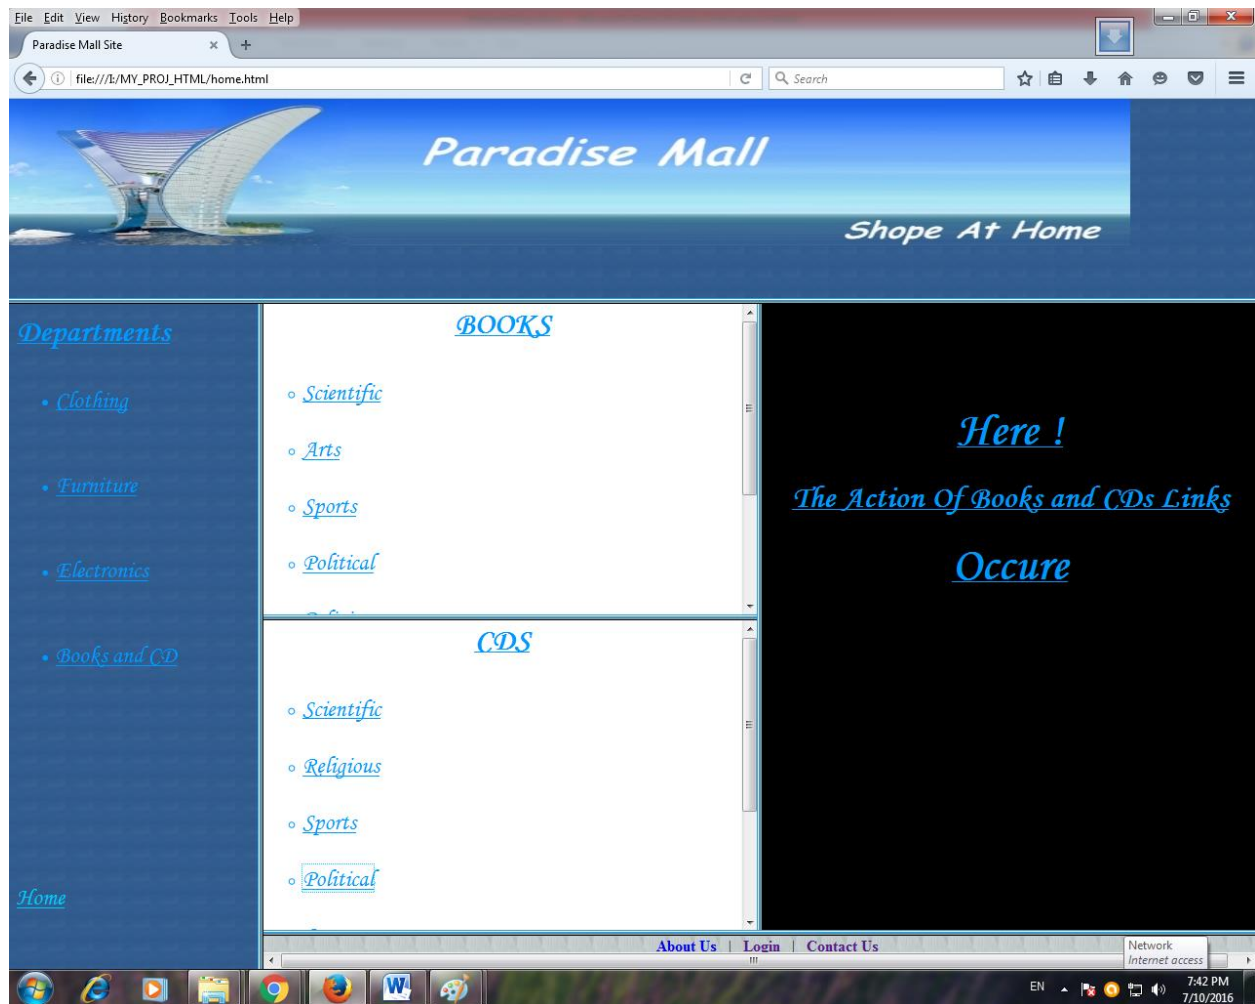 File Edit View History Bookmarks Tools Help
Paradise Mall Site
file:///I:/MY_PROJ_HTML/home.html
Search
Paradise Mall
Shope At Home
Departments
Clothing
Furniture
Electronics
Books and CD
Home
BOOKS
Scientific
Arts
Sports
Political
CDS
Scientific
Religious
Sports
Political
Here !
The Action Of Books and CDs Links
Occure
About Us | Login | Contact Us
Network
Internet access
EN
7:42 PM
7/10/2016